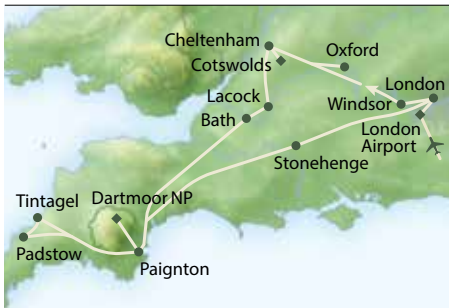 Cheltenham
Oxford
Cotswolds
London
Lacock
Windsor
Bath
London
Airport
Stonehenge
Tintagel
Dartmoor NP
Padstow
Paignton